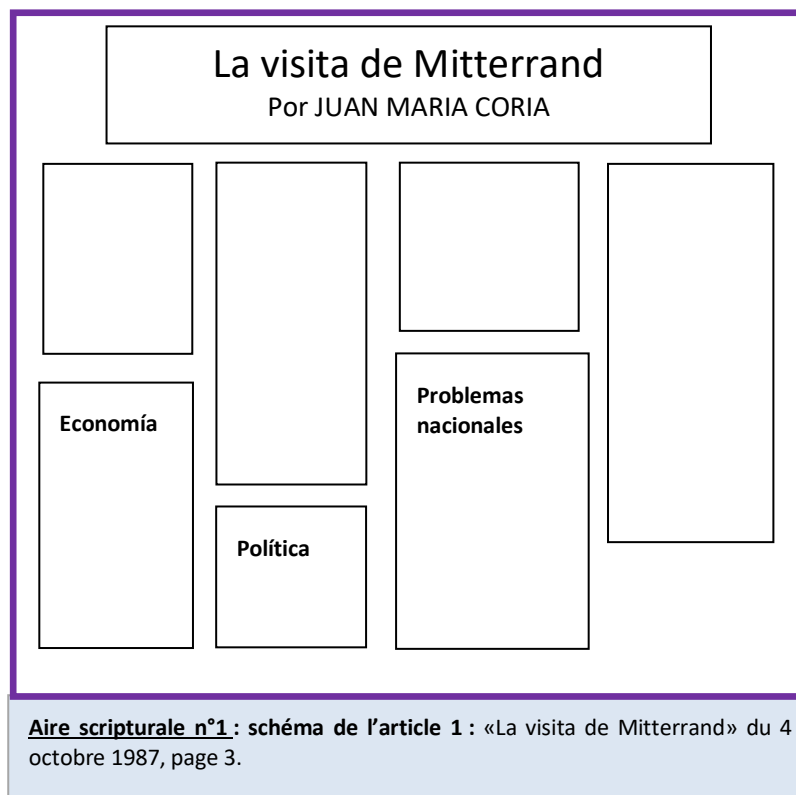 La visita de Mitterrand
Por JUAN MARIA CORIA
Economía
Política
Problemas
nacionales
Aire scripturale n°1 : schéma de l'article 1 : «La visita de Mitterrand» du 4
octobre 1987, page 3.